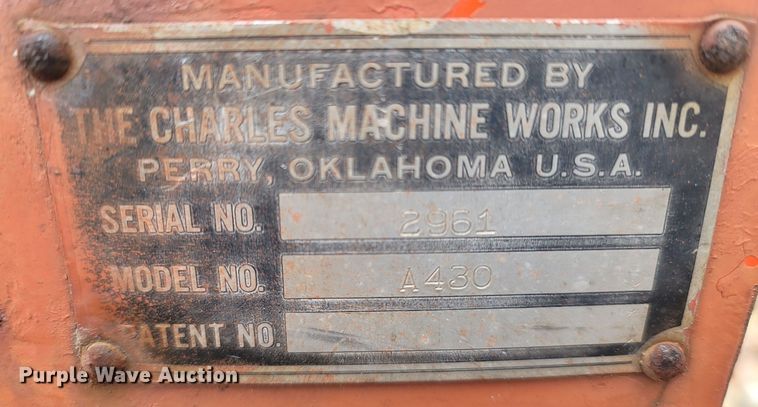 MANUFACTURED BY
THE CHARLES MACHINE WORKS INC.
PERRY, OKLAHOMA U.S.A.
SERIAL NO. 2961
MODEL NO. A430
PATENT NO.
Purple Wave Auction